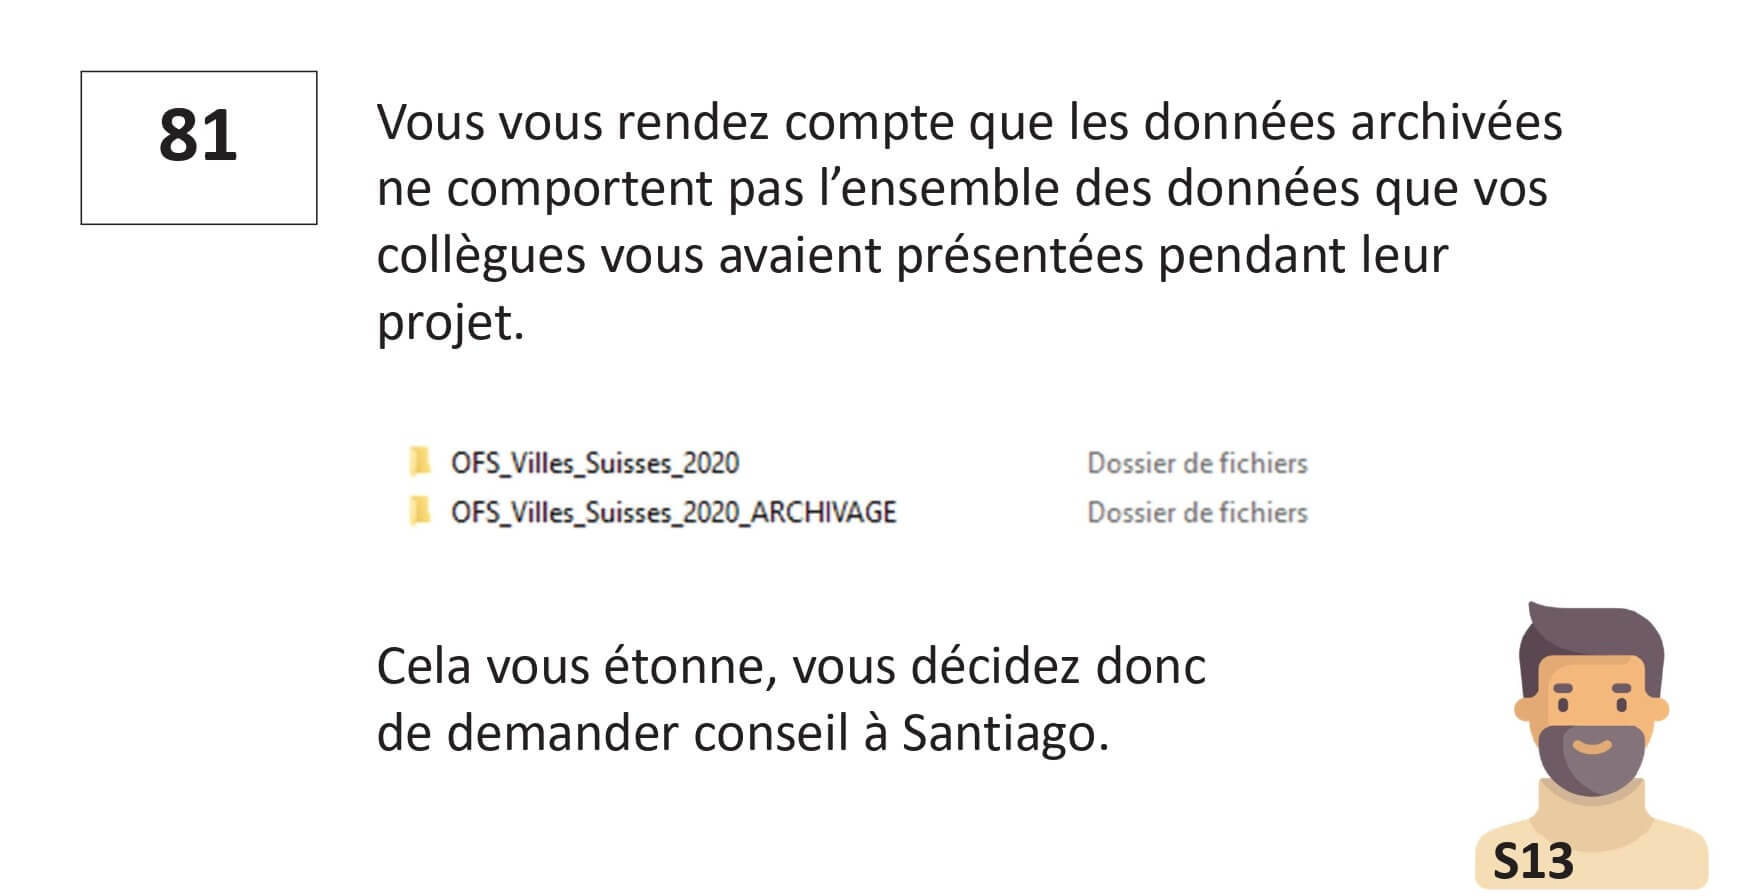 81
Vous vous rendez compte que les données archivées
ne comportent pas l’ensemble des données que vos
collègues vous avaient présentées pendant leur
projet.
OFS_Villes_Suisses_2020 Dossier de fichiers
OFS_Villes_Suisses_2020_ARCHIVAGE Dossier de fichiers
Cela vous étonne, vous décidez donc
de demander conseil à Santiago.
S13